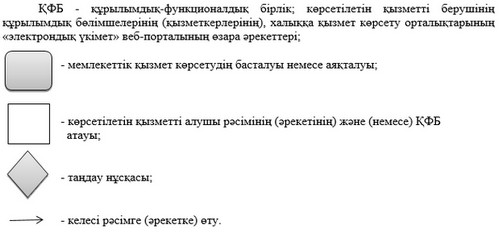 ҚФБ - құрылымдық-функционалдық бірлік; көрсетілетін қызметті берушінің
құрылымдық бөлімшелерінің (қызметкерлерінің), халыққа қызмет көрсету орталықтарының
«электрондық үкімет» веб-порталының өзара әрекеттері;
- мемлекеттік қызмет көрсетудің басталуы немесе аяқталуы;
- көрсетілетін қызметті алушы рәсімінің (әрекетінің) және (немесе) ҚФБ
атауы;
- таңдау нұсқасы;
- келесі рәсімге (әрекетке) өту.